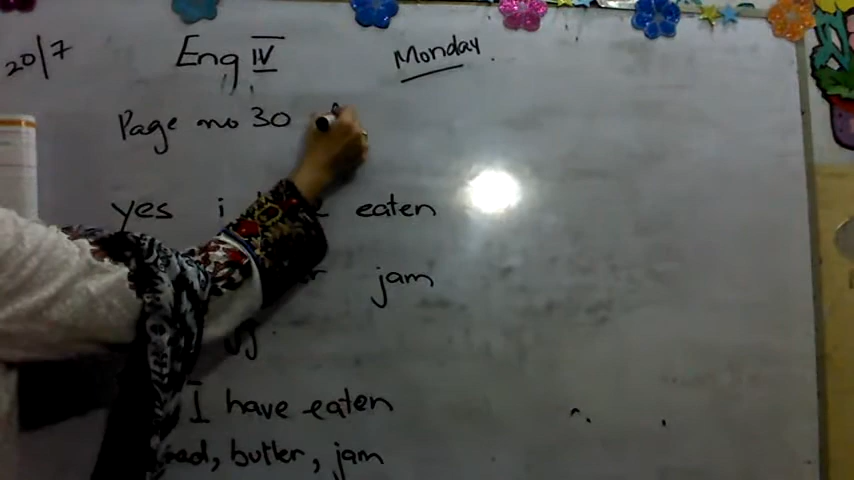 20/7 Eng IV Monday.
Page no 30
yes i eaten
jam
I have eaten
butter, jam